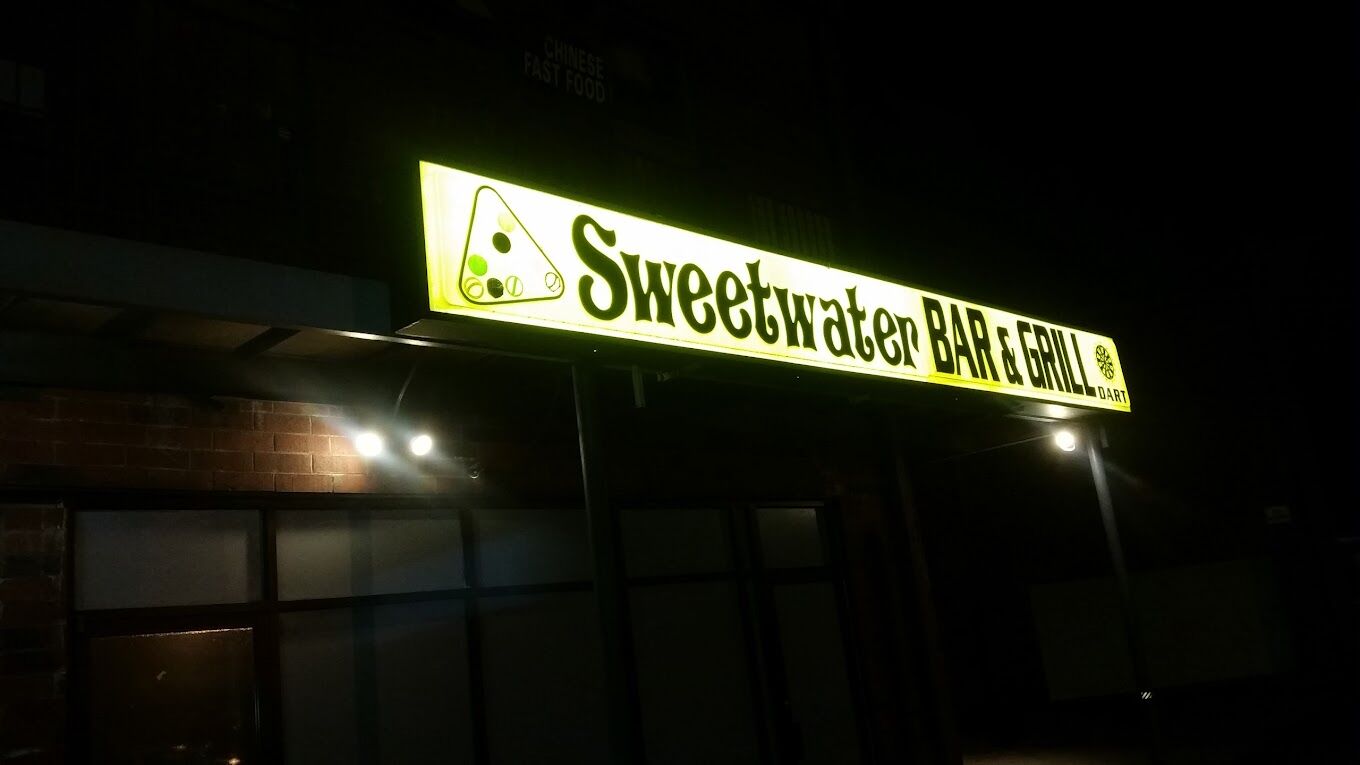 CHINESE
FAST FOOD
Sweetwater BAR & GRILL
DART